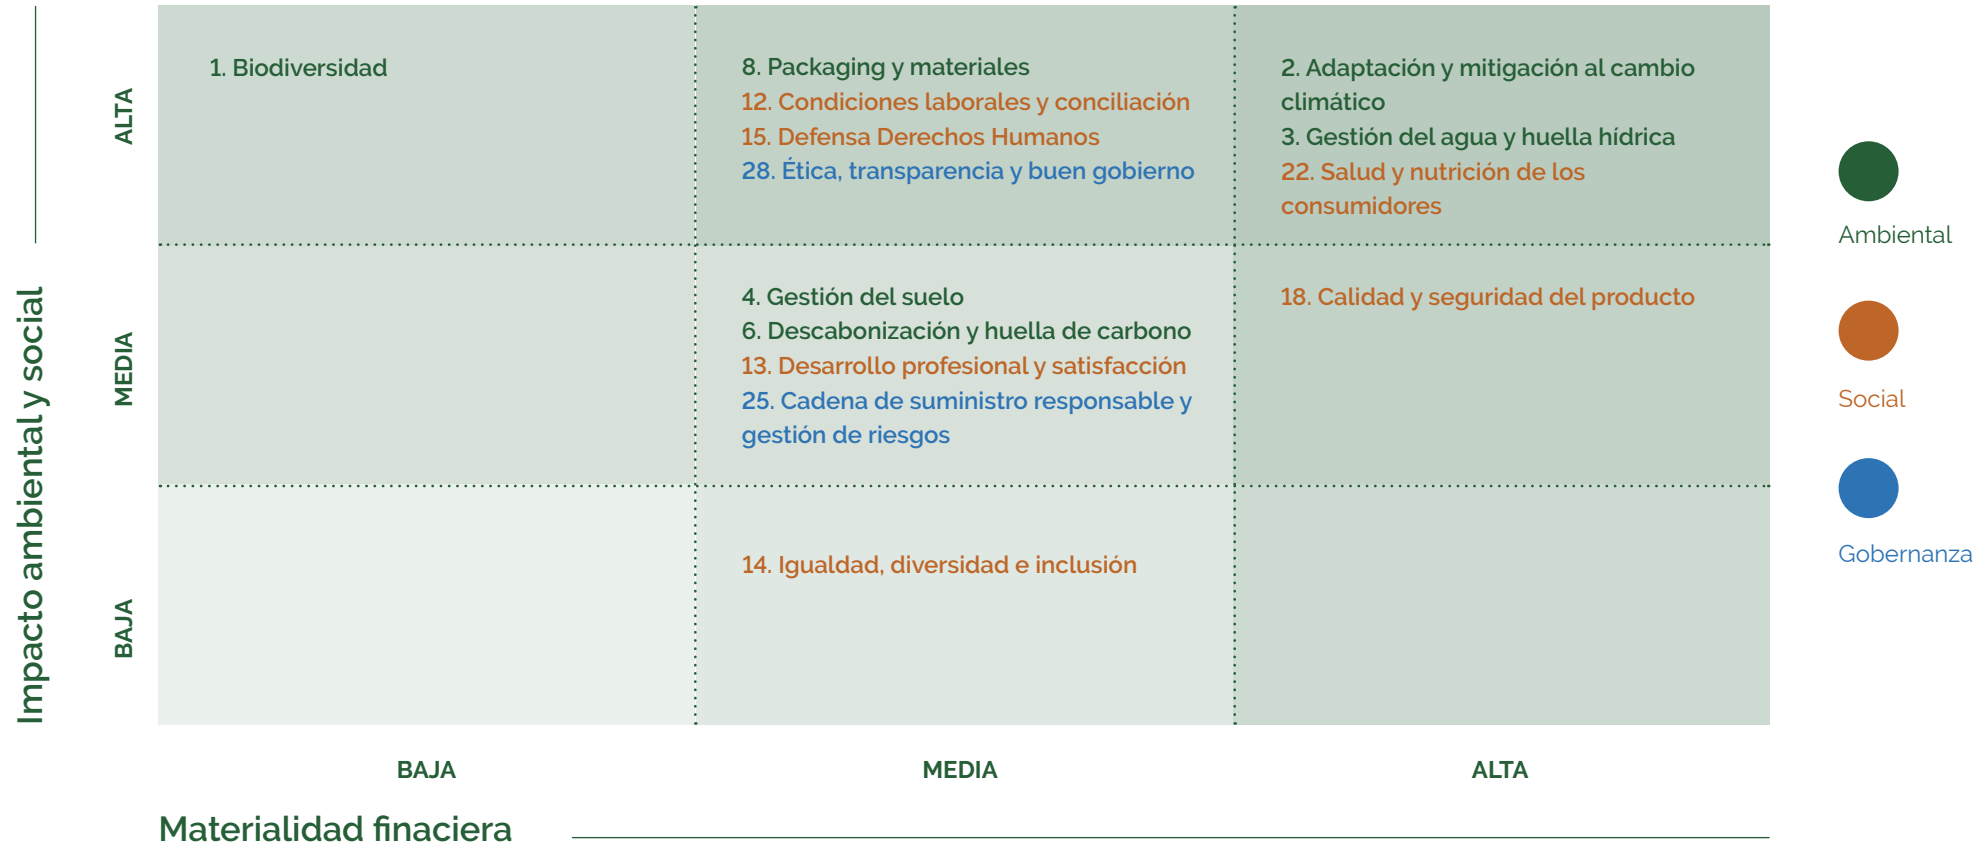 Impacto ambiental y social
ALTA
1. Biodiversidad
8. Packaging y materiales
12. Condiciones laborales y conciliación
15. Defensa Derechos Humanos
28. Ética, transparencia y buen gobierno
2. Adaptación y mitigación al cambio
climático
3. Gestión del agua y huella hídrica
22. Salud y nutrición de los
consumidores
MEDIA
4. Gestión del suelo
6. Descabonización y huella de carbono
13. Desarrollo profesional y satisfacción
25. Cadena de suministro responsable y
gestión de riesgos
18. Calidad y seguridad del producto
BAJA
14. Igualdad, diversidad e inclusión
BAJA
MEDIA
ALTA
Materialidad finaciera
Ambiental
Social
Gobernanza